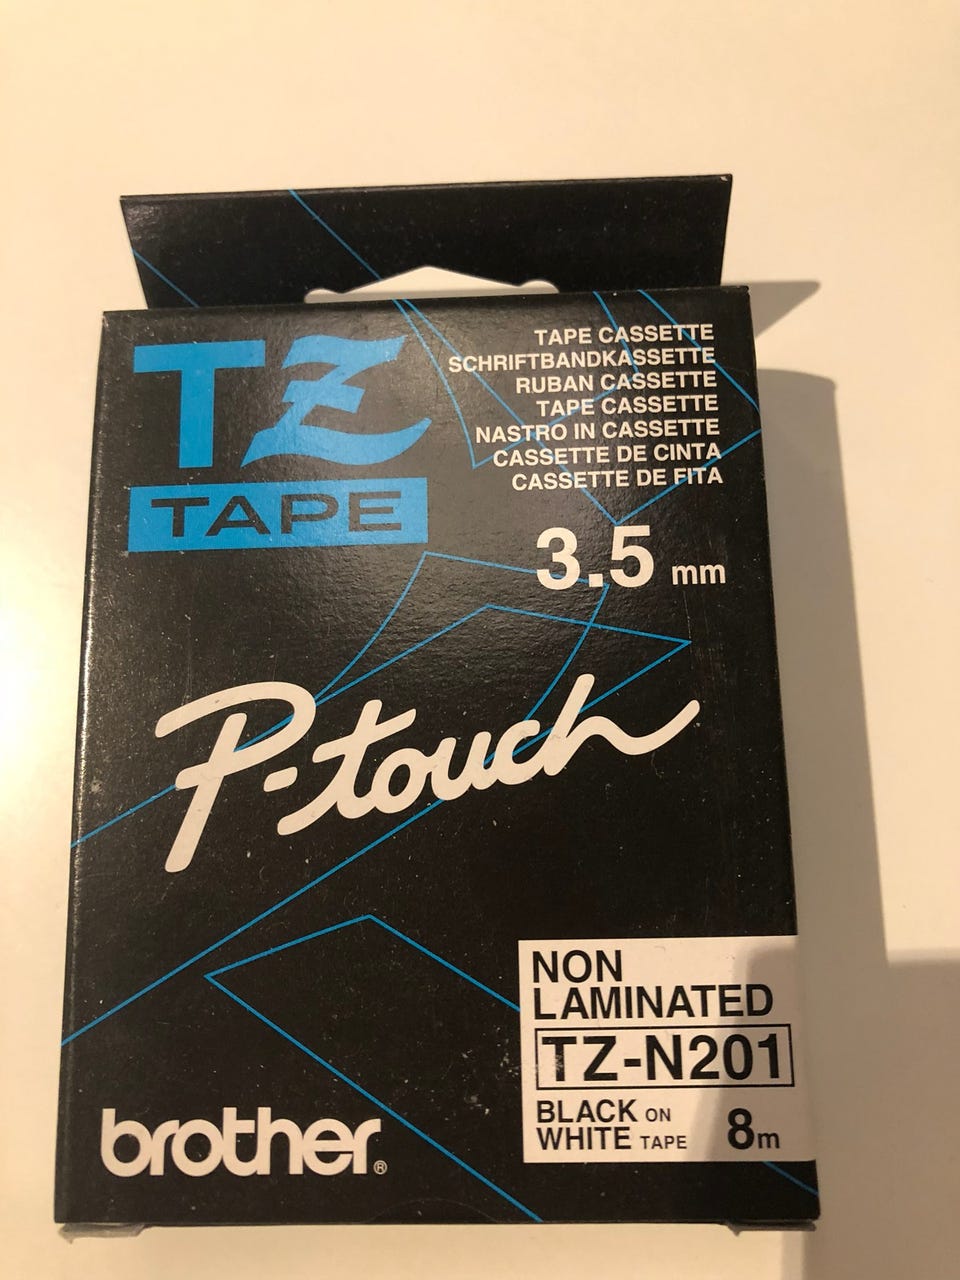 TZ
TAPE
TAPE CASSETTE
SCHRIFTBANDKASSETTE
RUBAN CASSETTE
TAPE CASSETTE
NASTRO IN CASSETTE
CASSETTE DE CINTA
CASSETTE DE FITA
3.5 mm
P-touch
NON
LAMINATED
TZ-N201
BLACK ON
WHITE TAPE 8m
brother®